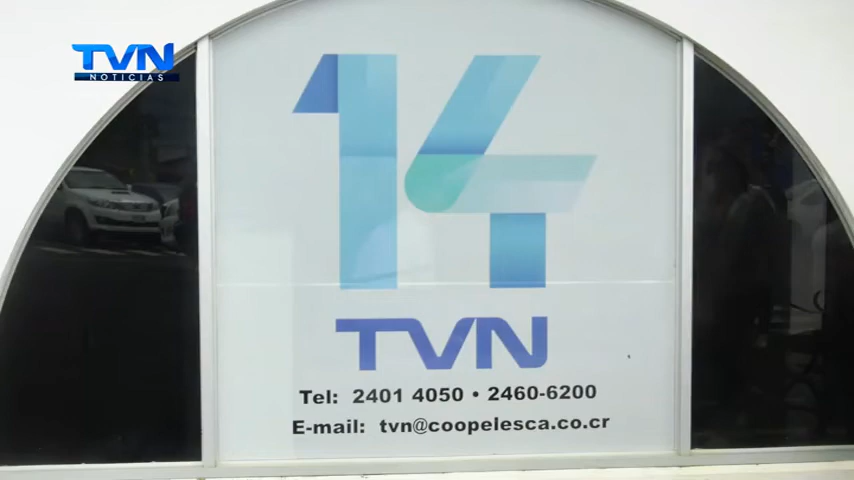 TVN
NOTICIAS
14
TVN
Tel: 2401 4050 • 2460-6200
E-mail: tvn@coopelesca.co.cr